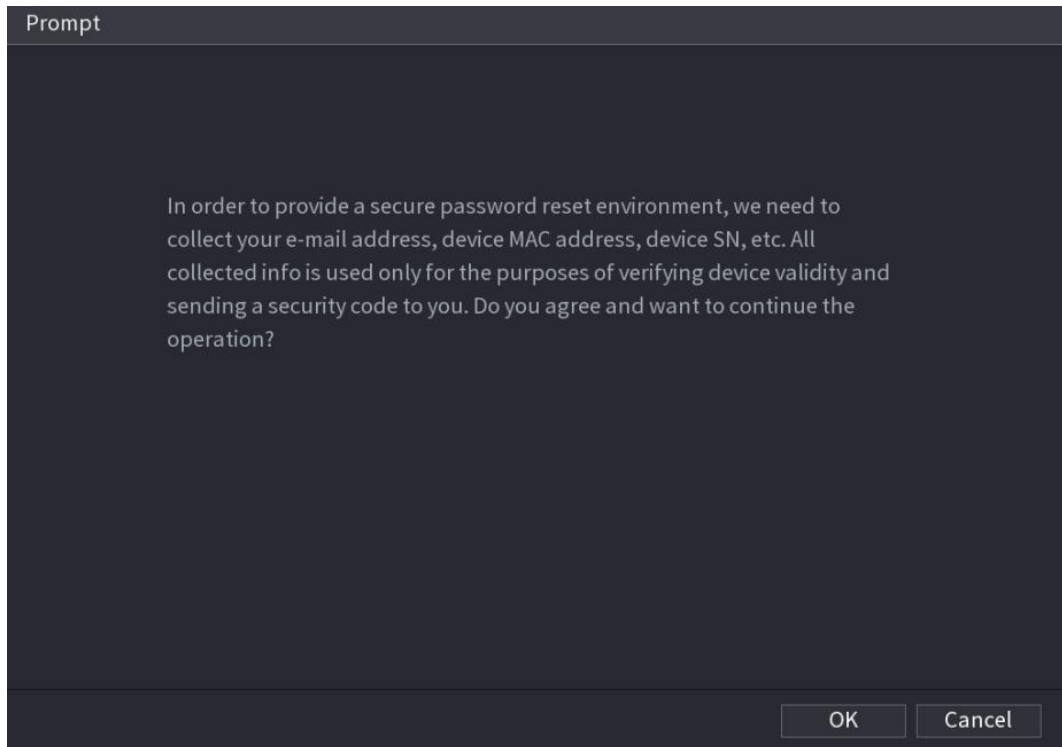 Prompt
In order to provide a secure password reset environment, we need to
collect your e-mail address, device MAC address, device SN, etc. All
collected info is used only for the purposes of verifying device validity and
sending a security code to you. Do you agree and want to continue the
operation?
OK
Cancel